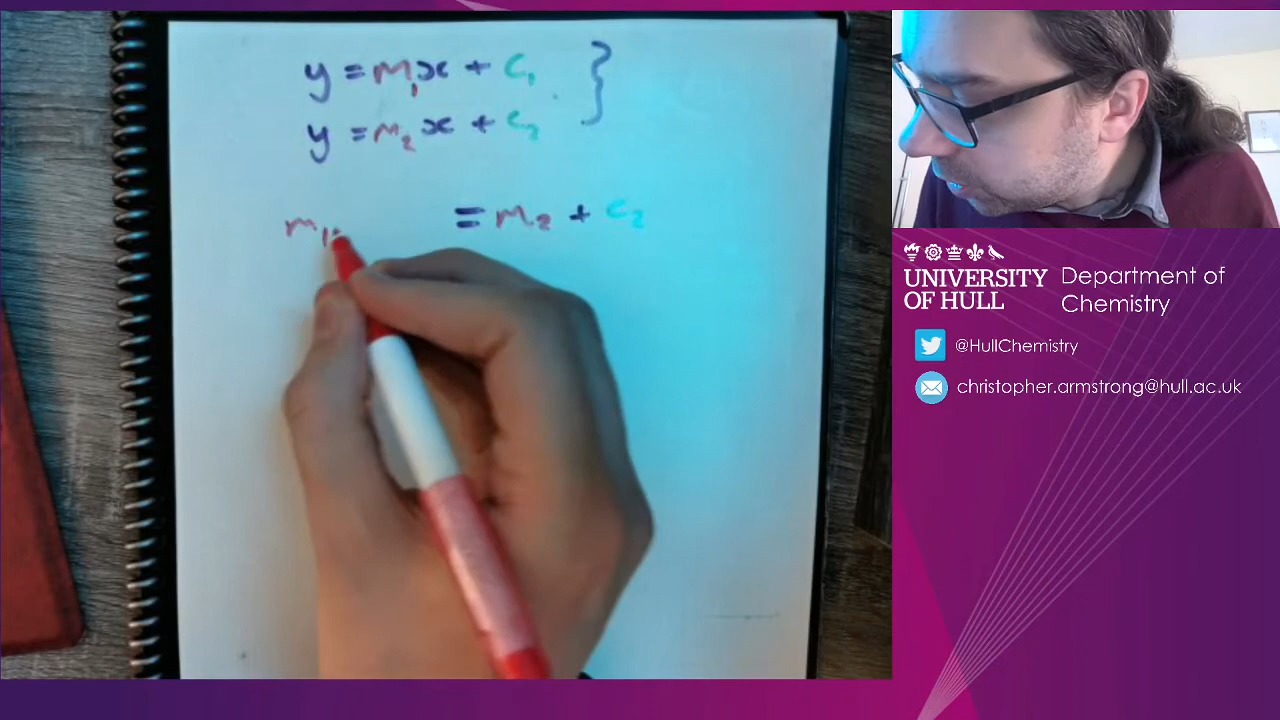 y = m₁x + c₁ }
y = m₂x + c₂
m₁ = m₂ + c₂
UNIVERSITY
OF HULL
Department of
Chemistry
@HullChemistry
christopher.armstrong@hull.ac.uk